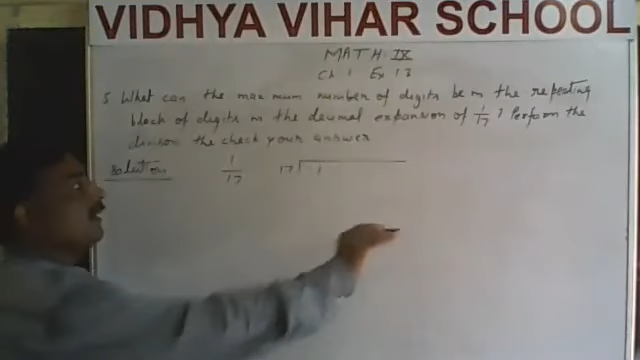 VIDHYA VIHAR SCHOOL
MATH IX
Ch 1 Ex 1.3
5 What can the maxmum number of digits be in the repeating
block of digits in the decimal expansion of 1/17 ? Perform the
division the check your answer
Solution 1/17 17 1